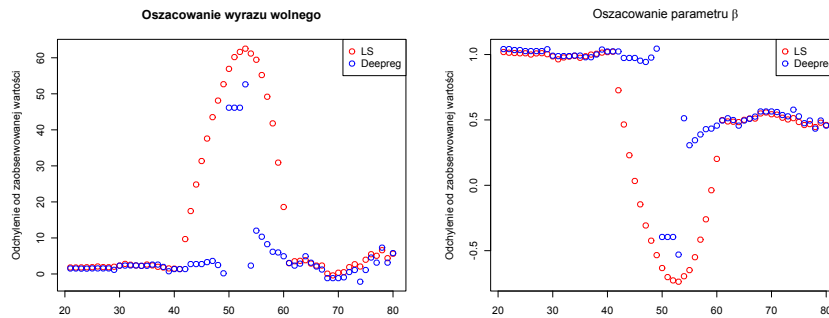 Oszacowanie wyrazu wolnego
Odchylenie od zaobserwowanej wartości
60
50
40
30
20
10
0
20 30 40 50 60 70 80
LS
Deepreg
Oszacowanie parametru β
Odchylenie od zaobserwowanej wartości
1.0
0.5
0.0
-0.5
20 30 40 50 60 70 80
LS
Deepreg